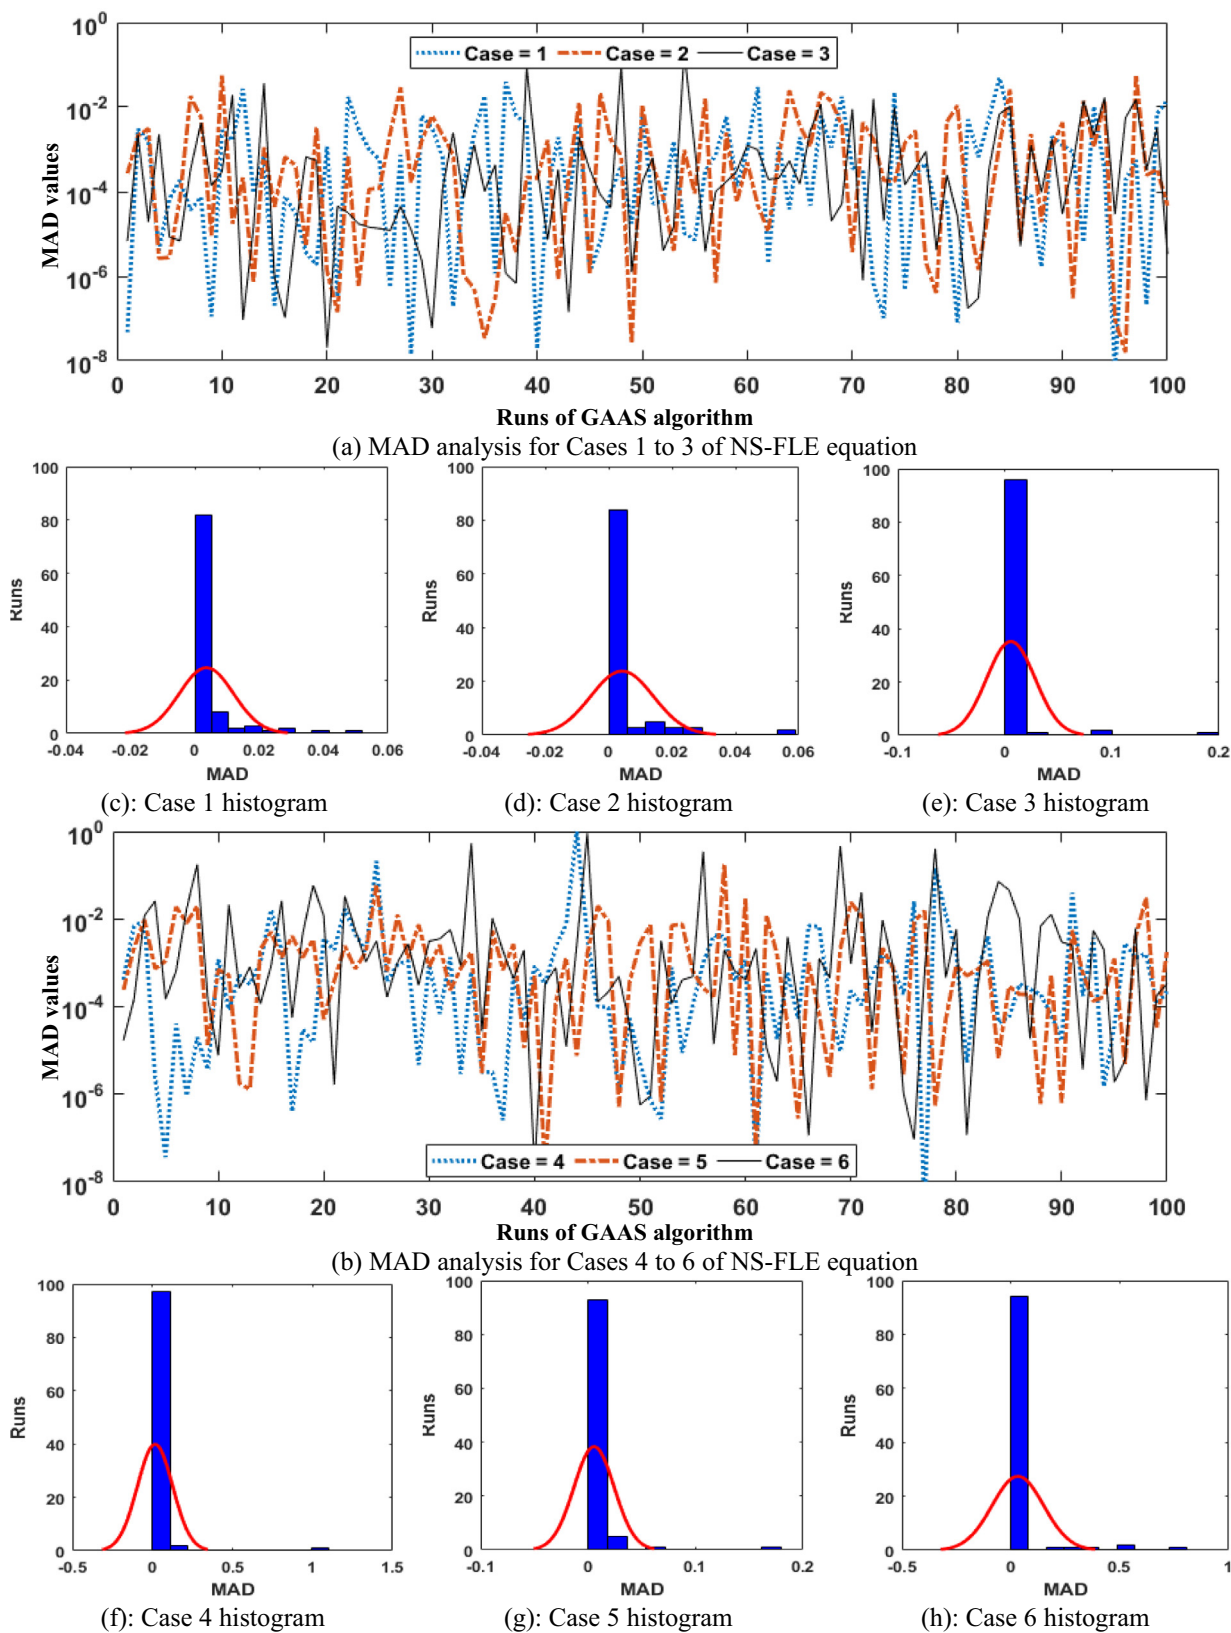 10^0
10^-2
10^-4
10^-6
10^-8
MAD values
Case = 1 Case = 2 Case = 3
0 10 20 30 40 50 60 70 80 90 100
Runs of GAAS algorithm
(a) MAD analysis for Cases 1 to 3 of NS-FLE equation
100
80
60
40
20
0
Runs
-0.04 -0.02 0 0.02 0.04 0.06
MAD
(c): Case 1 histogram
100
80
60
40
20
0
Runs
-0.04 -0.02 0 0.02 0.04 0.06
MAD
(d): Case 2 histogram
100
80
60
40
20
0
Runs
-0.1 0 0.1 0.2
MAD
(e): Case 3 histogram
10^0
10^-2
10^-4
10^-6
10^-8
MAD values
Case = 4 Case = 5 Case = 6
0 10 20 30 40 50 60 70 80 90 100
Runs of GAAS algorithm
(b) MAD analysis for Cases 4 to 6 of NS-FLE equation
100
80
60
40
20
0
Runs
-0.5 0 0.5 1 1.5
MAD
(f): Case 4 histogram
100
80
60
40
20
0
Runs
-0.1 0 0.1 0.2
MAD
(g): Case 5 histogram
100
80
60
40
20
0
Runs
-0.5 0 0.5 1
MAD
(h): Case 6 histogram